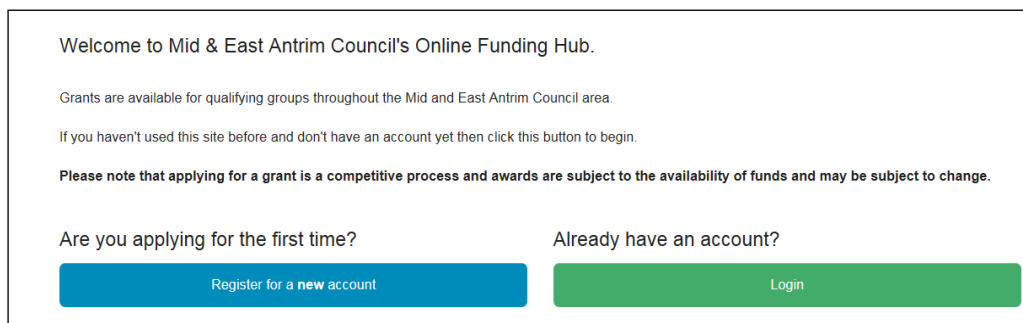 Welcome to Mid & East Antrim Council's Online Funding Hub.
Grants are available for qualifying groups throughout the Mid and East Antrim Council area.
If you haven't used this site before and don't have an account yet then click this button to begin.
Please note that applying for a grant is a competitive process and awards are subject to the availability of funds and may be subject to change.
Are you applying for the first time?
Already have an account?
Register for a new account
Login